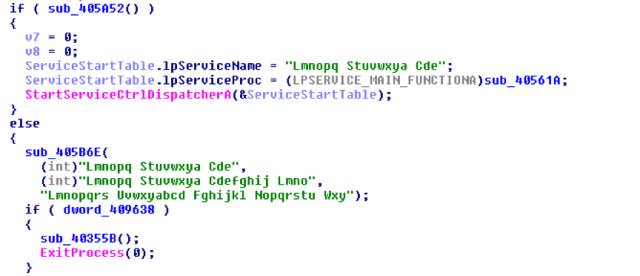 if ( sub_405A52() )
{
v7 = 0;
v8 = 0;
ServiceStartTable.lpServiceName = "Lmnopq Stuvwxya Cde";
ServiceStartTable.lpServiceProc = (LPSERVICE_MAIN_FUNCTIONA)sub_40561A;
StartServiceCtrlDispatcherA(&ServiceStartTable);
}
else
{
sub_405B6E(
(int)"Lmnopq Stuvwxya Cde",
(int)"Lmnopq Stuvwxya Cdefghij Lmno",
"Lmnopqrs Uvwxyabcd Fghijkl Nopqrstu Wxy");
if ( dword_409638 )
{
sub_40355B();
ExitProcess(0);
}